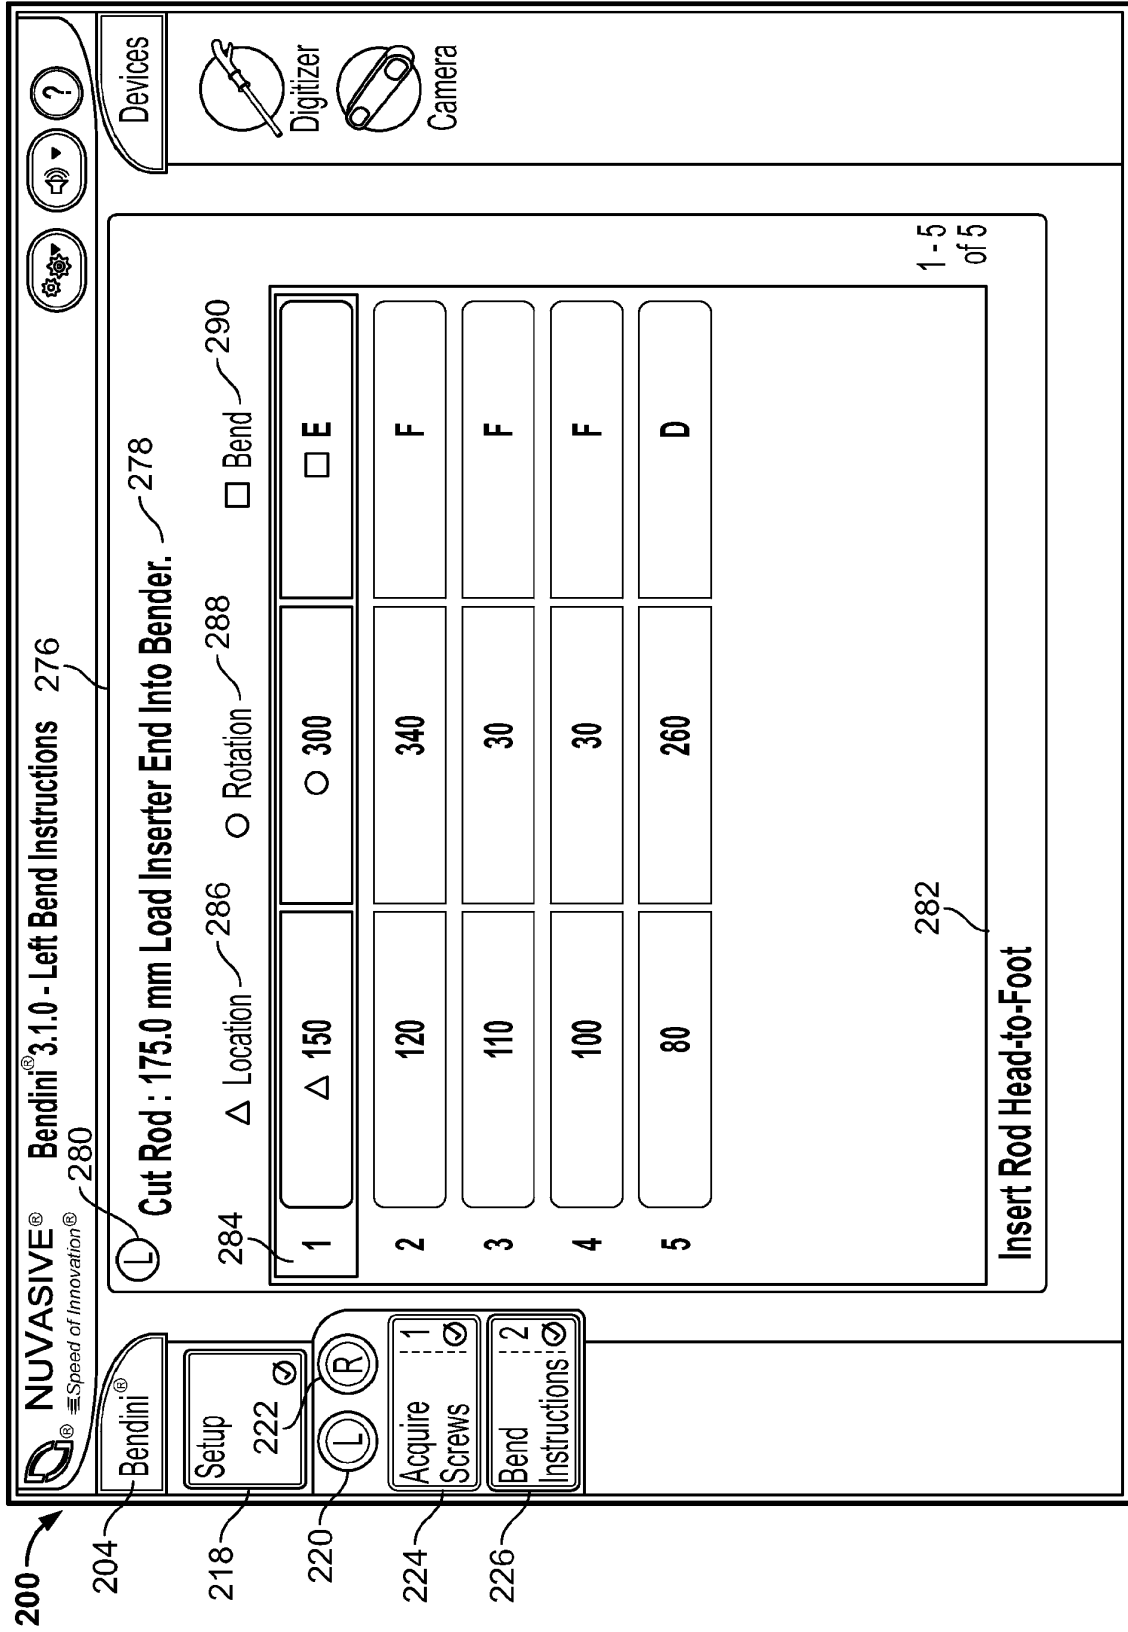 200
NUVASIVE®
Speed of Innovation®
®
Bendini® 3.1.0 - Left Bend Instructions
276
?
204
Bendini®
280
Devices
L
Cut Rod : 175.0 mm Load Inserter End Into Bender.
278
Digitizer
Camera
218
Setup
222
220
L
R
224
Acquire
Screws
1
226
Bend
Instructions
2
284
△ Location
286
○ Rotation
288
□ Bend
290
1 △ 150 ○ 300 □ E
2 120 340 F
3 110 30 F
4 100 30 F
5 80 260 D
1 - 5
of 5
282
Insert Rod Head-to-Foot